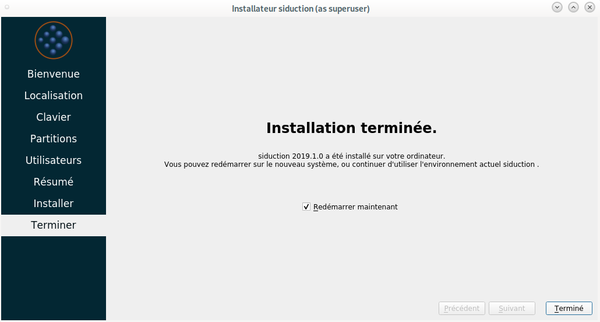 Installateur siduction (as superuser)
Bienvenue
Localisation
Clavier
Partitions
Utilisateurs
Résumé
Installer
Terminer
Installation terminée.
siduction 2019.1.0 a été installé sur votre ordinateur.
Vous pouvez redémarrer sur le nouveau système, ou continuer d'utiliser l'environnement actuel siduction .
Redémarrer maintenant
Précédent
Suivant
Terminé